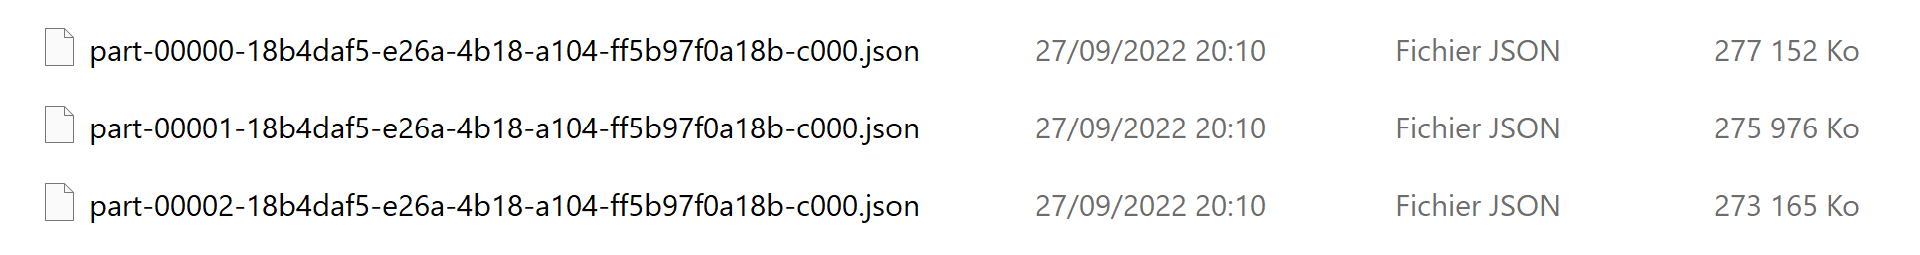 part-00000-18b4daf5-e26a-4b18-a104-ff5b97f0a18b-c000.json 27/09/2022 20:10 Fichier JSON 277 152 Ko
part-00001-18b4daf5-e26a-4b18-a104-ff5b97f0a18b-c000.json 27/09/2022 20:10 Fichier JSON 275 976 Ko
part-00002-18b4daf5-e26a-4b18-a104-ff5b97f0a18b-c000.json 27/09/2022 20:10 Fichier JSON 273 165 Ko